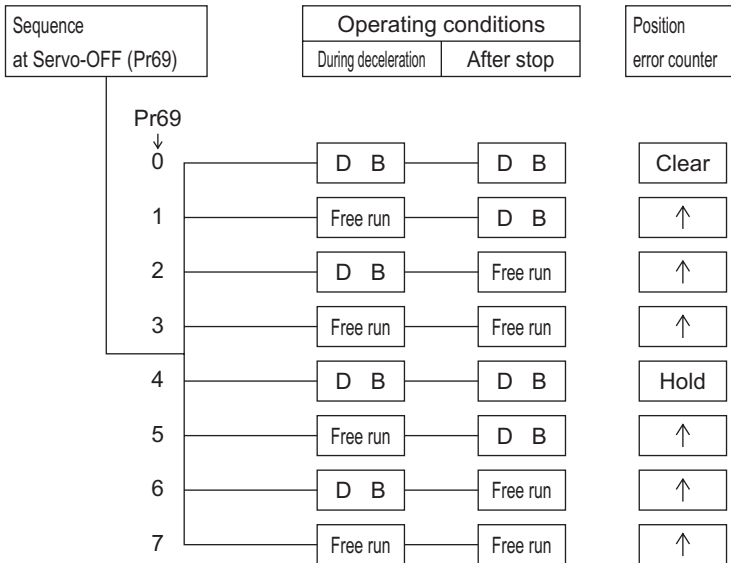 Sequence
at Servo-OFF (Pr69)
Operating conditions
During deceleration After stop
Position
error counter
Pr69
↓
0 D B D B Clear
1 Free run D B ↑
2 D B Free run ↑
3 Free run Free run ↑
4 D B D B Hold
5 Free run D B ↑
6 D B Free run ↑
7 Free run Free run ↑